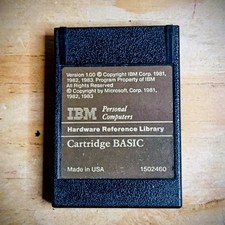 Version 1.00 © Copyright IBM Corp. 1981,
1982, 1983. Program Property of IBM
All Rights Reserved
© Copyright by Microsoft, Corp. 1981,
1982, 1983
IBM Personal
Computers
Hardware Reference Library
Cartridge BASIC
Made in USA 1502460